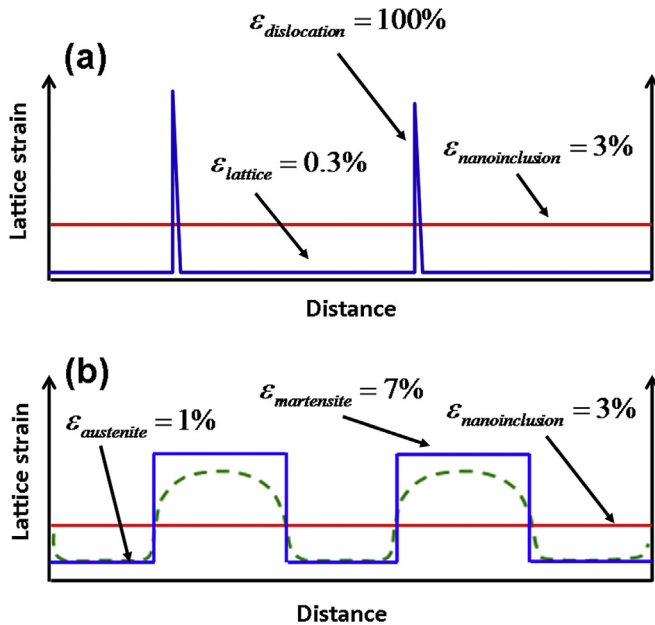 (a)
ε_dislocation = 100%
ε_lattice = 0.3%
ε_nanoinclusion = 3%
Lattice strain
Distance
(b)
ε_austenite = 1%
ε_martensite = 7%
ε_nanoinclusion = 3%
Lattice strain
Distance